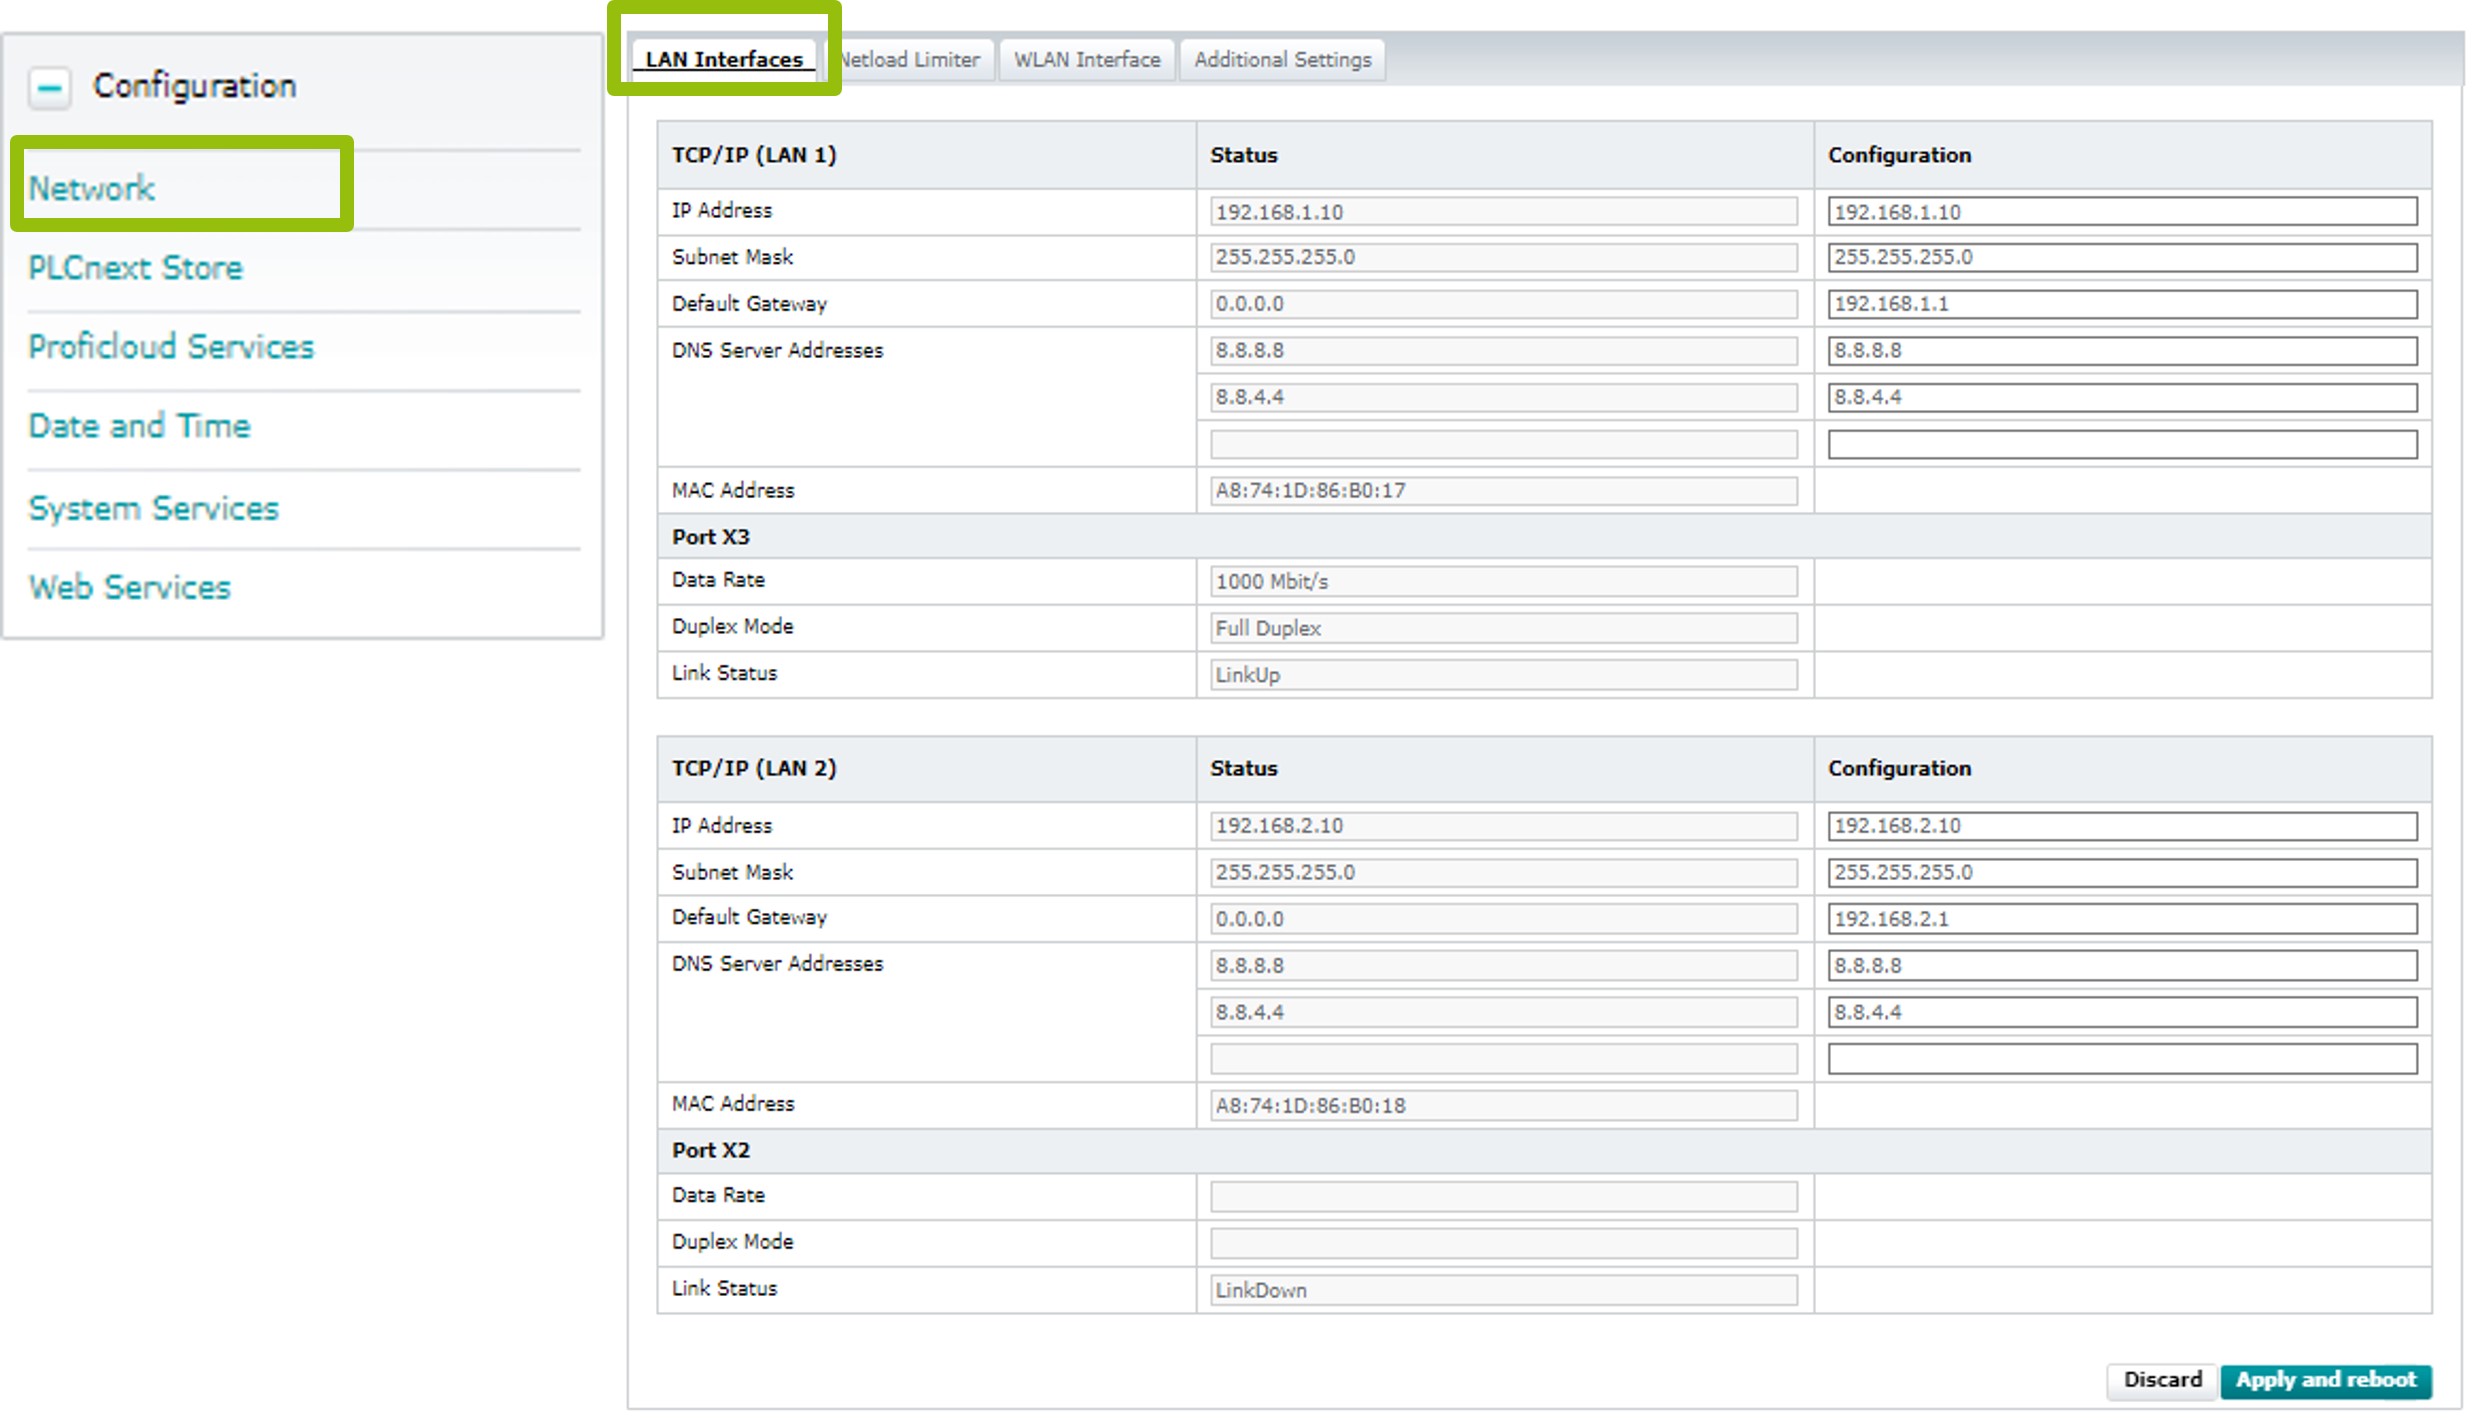 Configuration
Network
PLCnext Store
Proficloud Services
Date and Time
System Services
Web Services
LAN Interfaces Netload Limiter WLAN Interface Additional Settings
TCP/IP (LAN 1) Status Configuration
IP Address 192.168.1.10 192.168.1.10
Subnet Mask 255.255.255.0 255.255.255.0
Default Gateway 0.0.0.0 192.168.1.1
DNS Server Addresses 8.8.8.8 8.8.8.8
8.8.4.4 8.8.4.4
MAC Address A8:74:1D:86:B0:17
Port X3
Data Rate 1000 Mbit/s
Duplex Mode Full Duplex
Link Status LinkUp
TCP/IP (LAN 2) Status Configuration
IP Address 192.168.2.10 192.168.2.10
Subnet Mask 255.255.255.0 255.255.255.0
Default Gateway 0.0.0.0 192.168.2.1
DNS Server Addresses 8.8.8.8 8.8.8.8
8.8.4.4 8.8.4.4
MAC Address A8:74:1D:86:B0:18
Port X2
Data Rate
Duplex Mode
Link Status LinkDown
Discard Apply and reboot